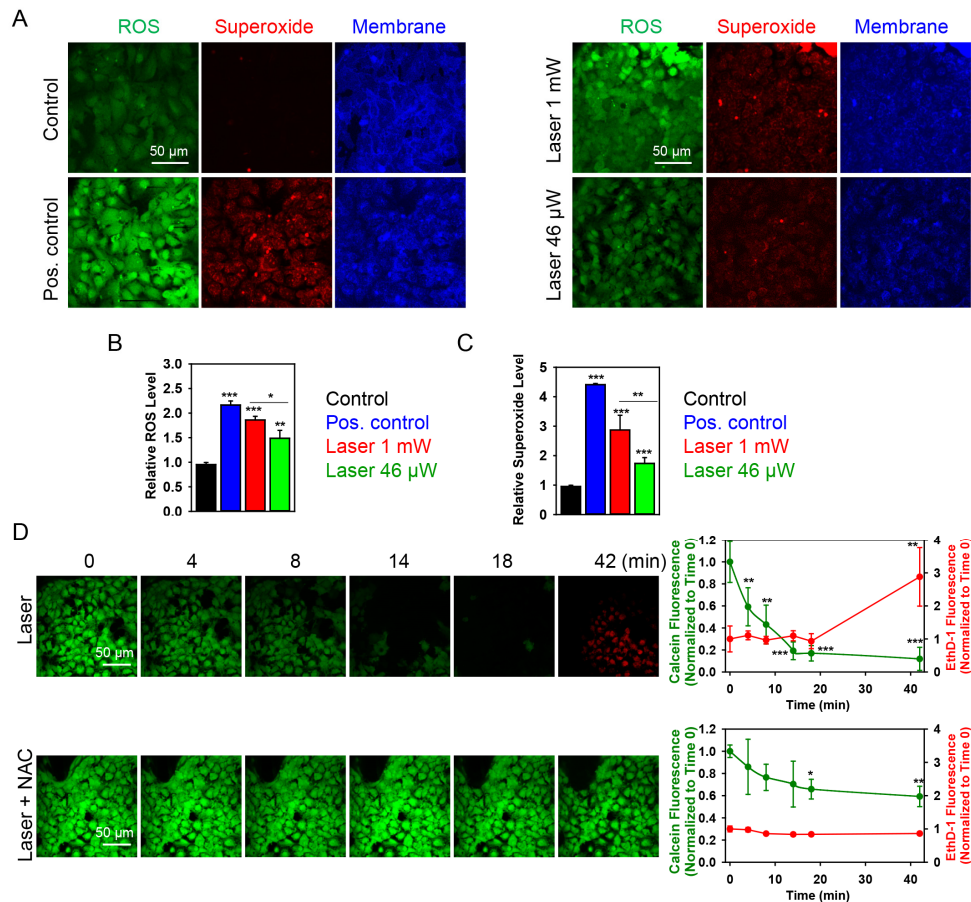 A
ROS Superoxide Membrane
ROS Superoxide Membrane
Control
50 µm
Pos. control
Laser 1 mW
50 µm
Laser 46 µW
B
Relative ROS Level
3.0
2.5
2.0
1.5
1.0
0.5
0.0
*** *** ** *
Control
Pos. control
Laser 1 mW
Laser 46 µW
C
Relative Superoxide Level
5
4
3
2
1
0
*** *** *** **
Control
Pos. control
Laser 1 mW
Laser 46 µW
D
0 4 8 14 18 42 (min)
Laser
50 µm
Calcein Fluorescence
(Normalized to Time 0)
1.2
1.0
0.8
0.6
0.4
0.2
0.0
** ** *** *** *** **
4
3
2
1
0
EthD-1 Fluorescence
(Normalized to Time 0)
0 10 20 30 40
Time (min)
Laser + NAC
50 µm
Calcein Fluorescence
(Normalized to Time 0)
1.2
1.0
0.8
0.6
0.4
0.2
0.0
* **
4
3
2
1
0
EthD-1 Fluorescence
(Normalized to Time 0)
0 10 20 30 40
Time (min)